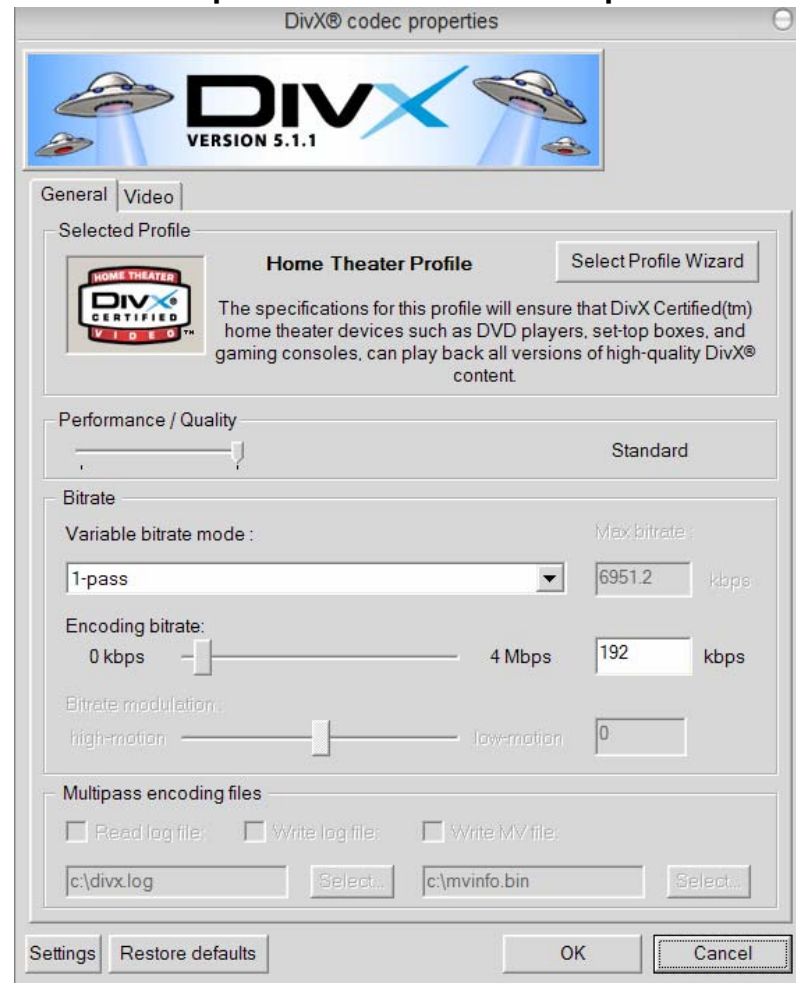 DivX® codec properties
DIVX
VERSION 5.1.1
General Video
Selected Profile
HOME THEATER
DIVX
CERTIFIED
VIDEO TM
Home Theater Profile
Select Profile Wizard
The specifications for this profile will ensure that DivX Certified(tm)
home theater devices such as DVD players, set-top boxes, and
gaming consoles, can play back all versions of high-quality DivX®
content.
Performance / Quality
Standard
Bitrate
Variable bitrate mode :
Max bitrate :
1-pass
6951.2 kbps
Encoding bitrate:
0 kbps 4 Mbps 192 kbps
Bitrate modulation :
high-motion low-motion 0
Multipass encoding files
Read log file: Write log file: Write MV file:
c:\divx.log Select... c:\mvinfo.bin Select...
Settings Restore defaults OK Cancel